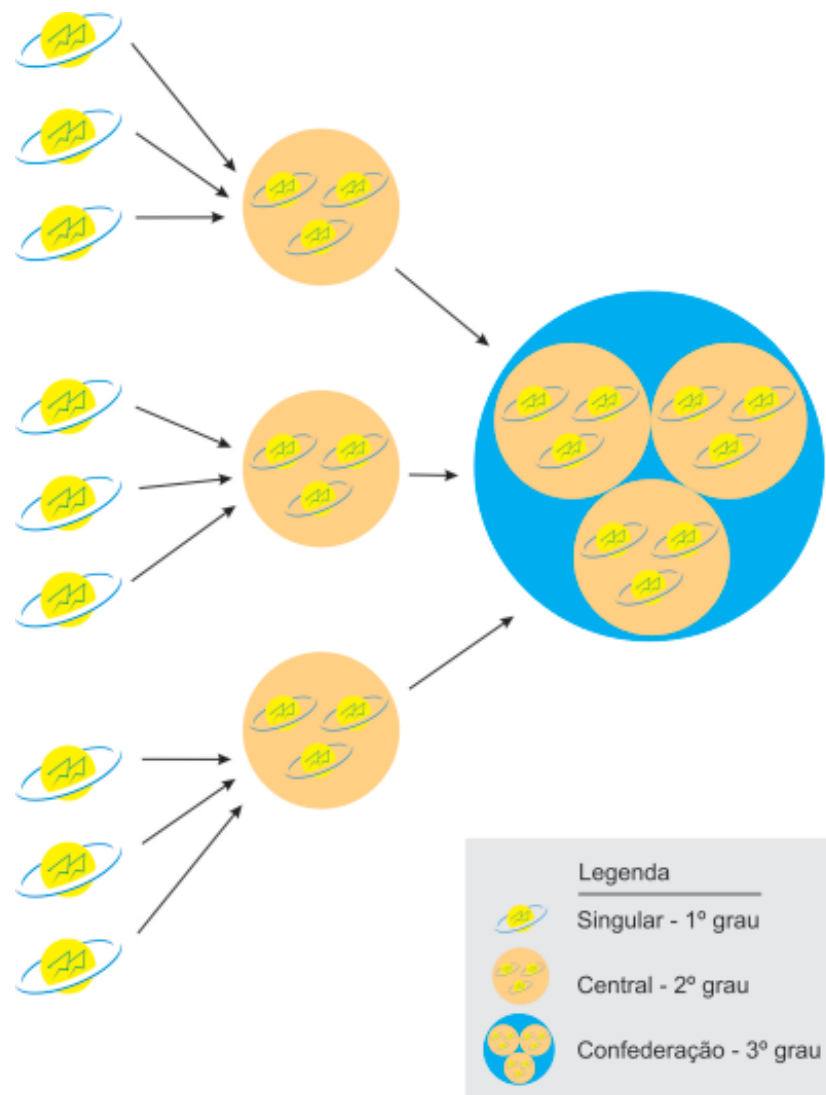 Legenda
Singular - 1º grau
Central - 2º grau
Confederação - 3º grau